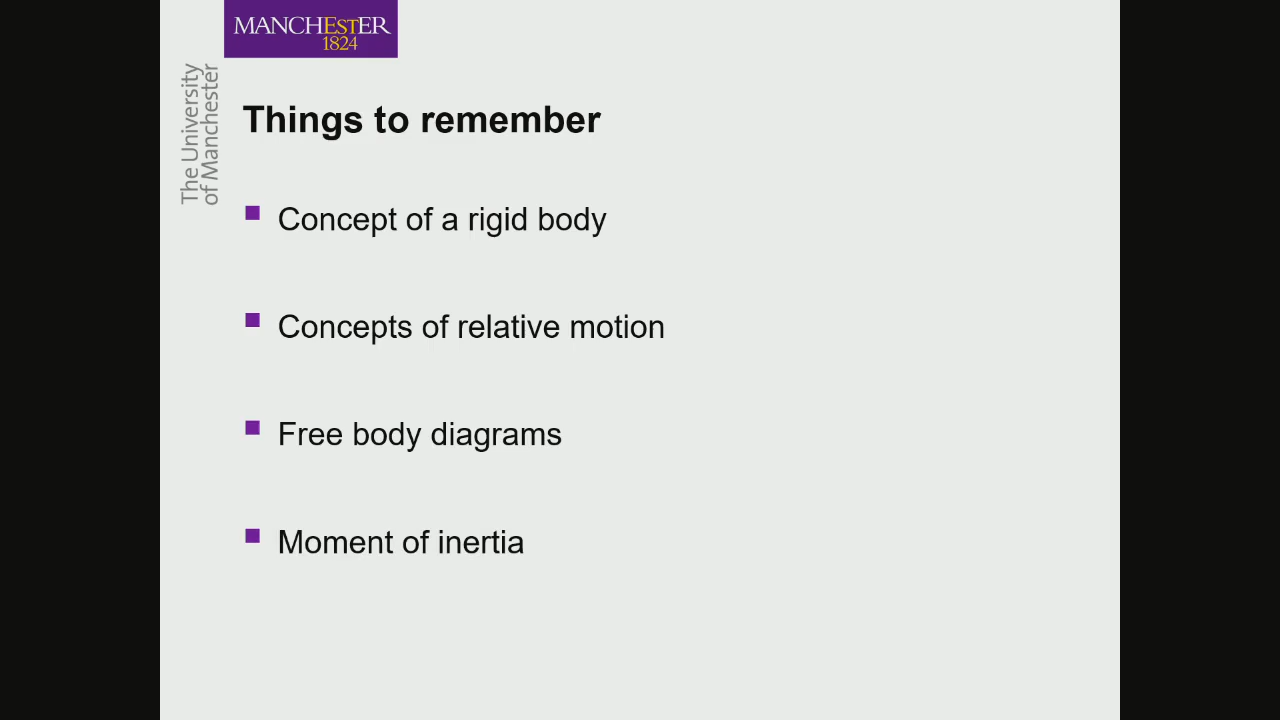 MANCHESTER
1824
The University
of Manchester
Things to remember
Concept of a rigid body
Concepts of relative motion
Free body diagrams
Moment of inertia